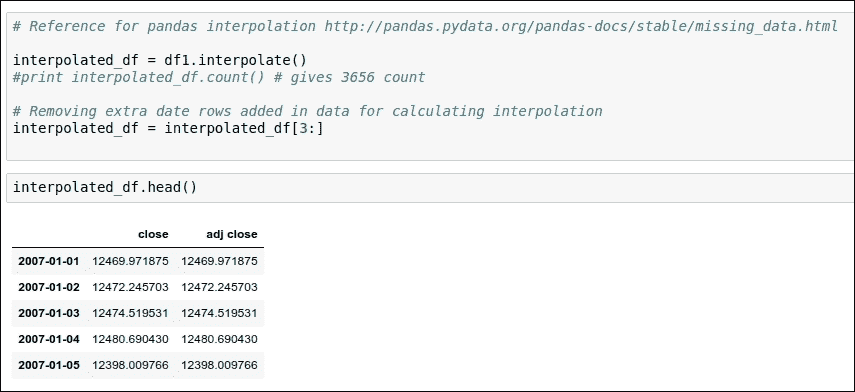 # Reference for pandas interpolation http://pandas.pydata.org/pandas-docs/stable/missing_data.html
interpolated_df = df1.interpolate()
#print interpolated_df.count() # gives 3656 count
# Removing extra date rows added in data for calculating interpolation
interpolated_df = interpolated_df[3:]
interpolated_df.head()
close adj close
2007-01-01 12469.971875 12469.971875
2007-01-02 12472.245703 12472.245703
2007-01-03 12474.519531 12474.519531
2007-01-04 12480.690430 12480.690430
2007-01-05 12398.009766 12398.009766